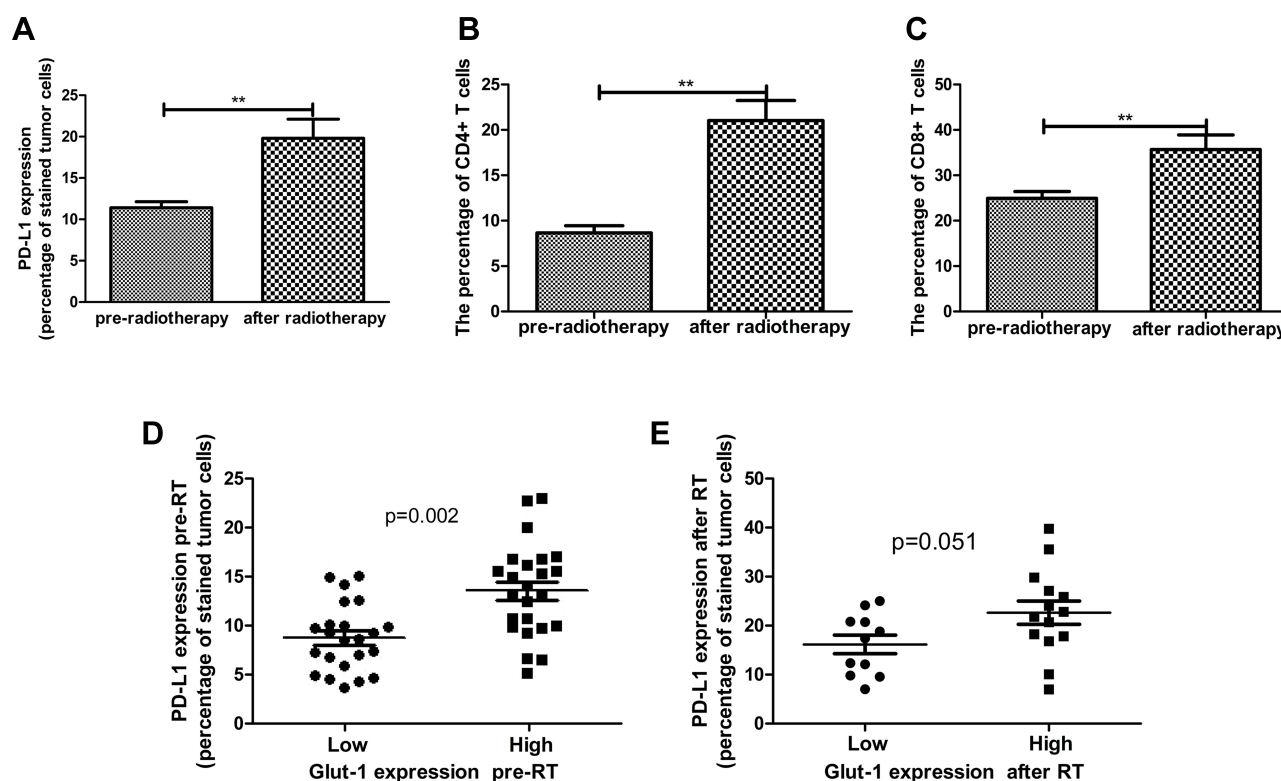 A
PD-L1 expression
(percentage of stained tumor cells)
25
20
15
10
5
0
**
pre-radiotherapy
after radiotherapy
B
The percentage of CD4+ T cells
25
20
15
10
5
0
**
pre-radiotherapy
after radiotherapy
C
The percentage of CD8+ T cells
50
40
30
20
10
0
**
pre-radiotherapy
after radiotherapy
D
PD-L1 expression pre-RT
(percentage of stained tumor cells)
25
20
15
10
5
0
p=0.002
Low
High
Glut-1 expression pre-RT
E
PD-L1 expression after RT
(percentage of stained tumor cells)
50
40
30
20
10
0
p=0.051
Low
High
Glut-1 expression after RT